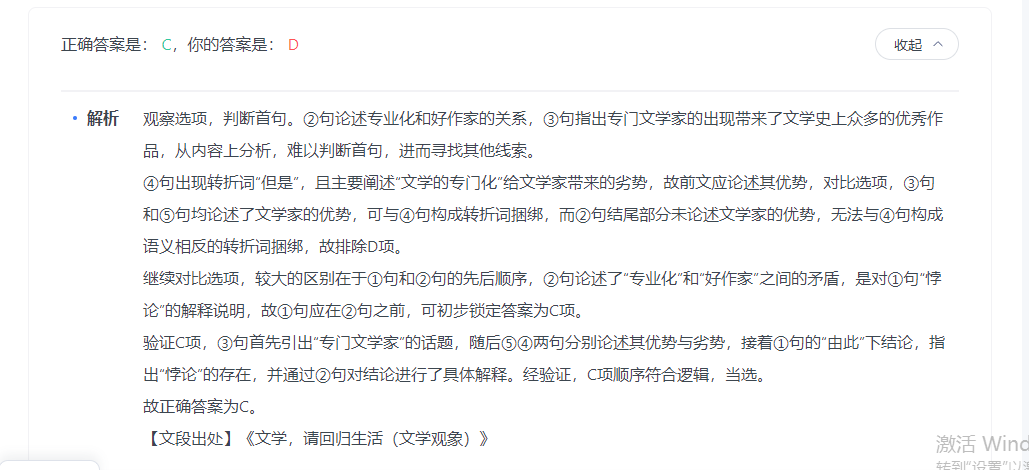 正确答案是： C，你的答案是： D
收起
解析
观察选项，判断首句。②句论述专业化和好作家的关系，③句指出专门文学家的出现带来了文学史上众多的优秀作
品，从内容上分析，难以判断首句，进而寻找其他线索。
④句出现转折词“但是”，且主要阐述“文学的专门化”给文学家带来的劣势，故前文应论述其优势，对比选项，③句
和⑤句均论述了文学家的优势，可与④句构成转折词捆绑，而②句结尾部分未论述文学家的优势，无法与④句构成
语义相反的转折词捆绑，故排除D项。
继续对比选项，较大的区别在于①句和②句的先后顺序，②句论述了“专业化”和“好作家”之间的矛盾，是对①句“悖
论”的解释说明，故①句应在②句之前，可初步锁定答案为C项。
验证C项，③句首先引出“专门文学家”的话题，随后⑤④两句分别论述其优势与劣势，接着①句的“由此”下结论，指
出“悖论”的存在，并通过②句对结论进行了具体解释。经验证，C项顺序符合逻辑，当选。
故正确答案为C。
【文段出处】《文学，请回归生活（文学观象）》
激活 Wind
转到“设置”以激